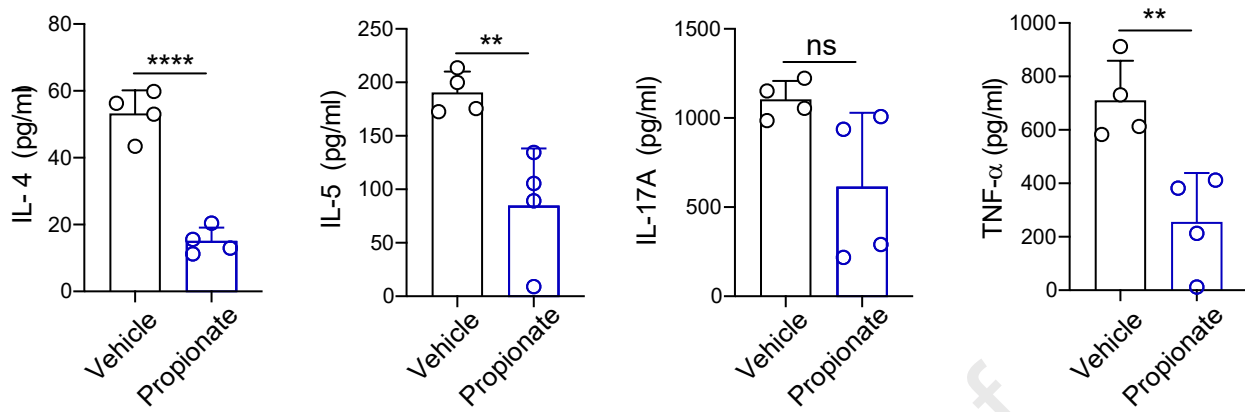 IL- 4 (pg/ml)
80
60
40
20
0
****
Vehicle
Propionate
IL-5 (pg/ml)
250
200
150
100
50
0
**
Vehicle
Propionate
IL-17A (pg/ml)
1500
1000
500
0
ns
Vehicle
Propionate
TNF-α (pg/ml)
1000
800
600
400
200
0
**
Vehicle
Propionate
f